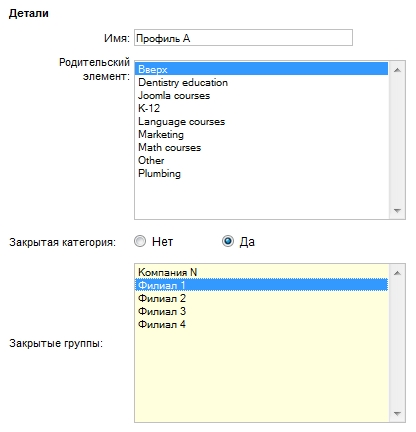 Детали
Имя: Профиль А
Родительский
элемент:
Вверх
Dentistry education
Joomla courses
K-12
Language courses
Marketing
Math courses
Other
Plumbing
Закрытая категория: Нет Да
Закрытые группы:
Компания N
Филиал 1
Филиал 2
Филиал 3
Филиал 4